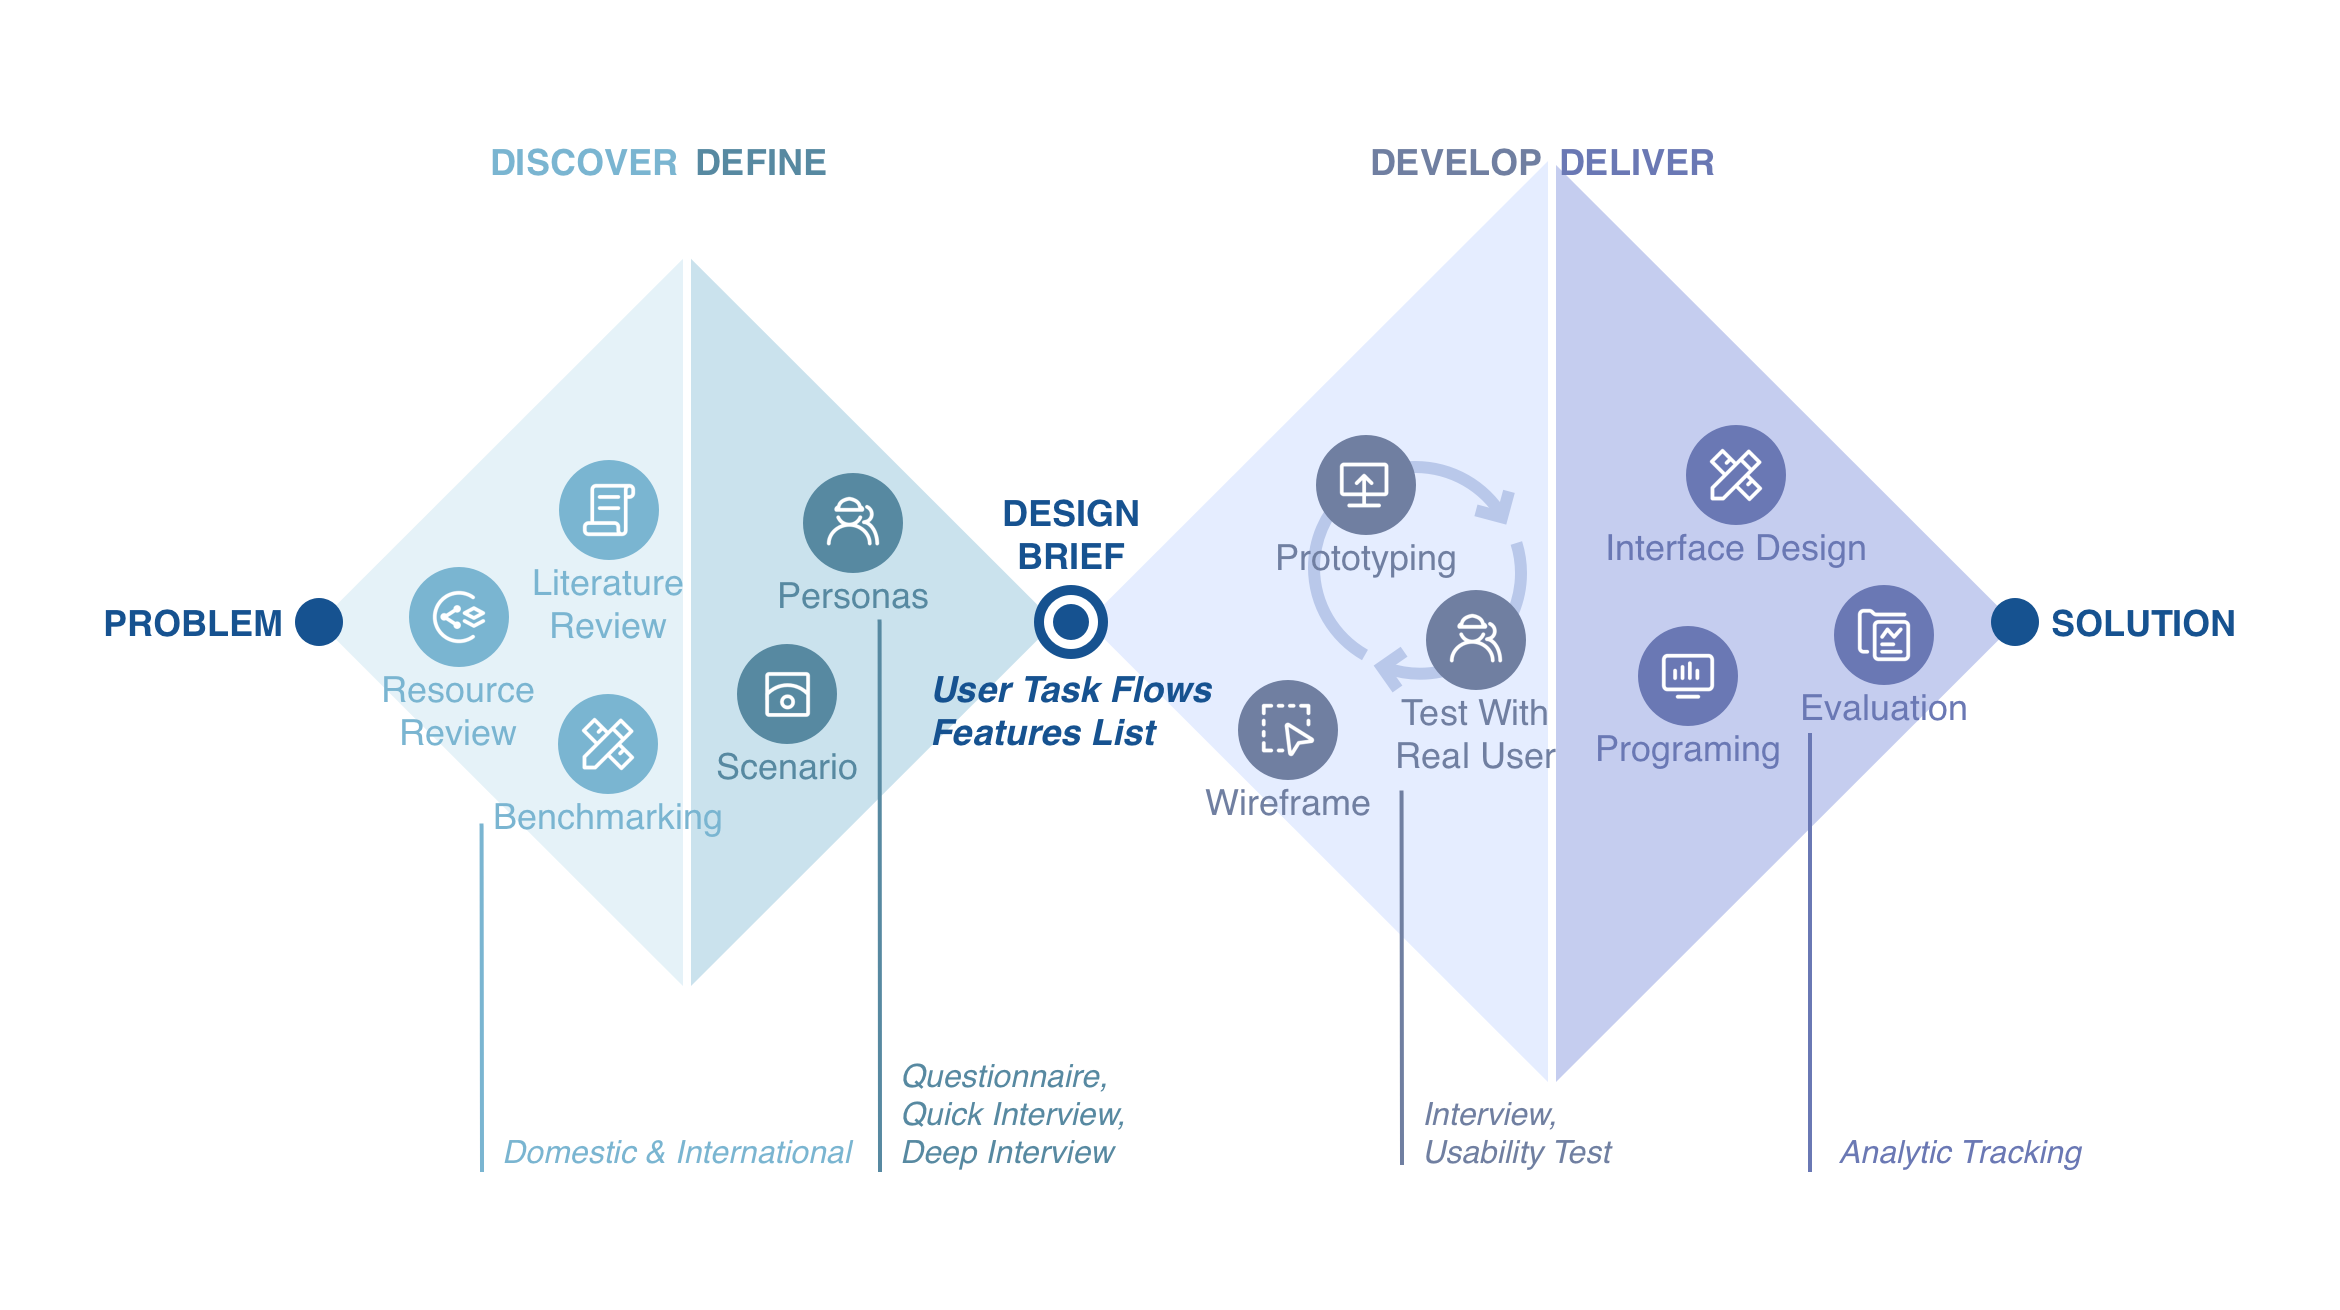 DISCOVER DEFINE
DEVELOP DELIVER
PROBLEM
Literature
Review
Resource
Review
Benchmarking
Personas
Scenario
DESIGN
BRIEF
User Task Flows
Features List
Prototyping
Test With
Real User
Wireframe
Interface Design
Programing
Evaluation
SOLUTION
Domestic & International
Questionnaire,
Quick Interview,
Deep Interview
Interview,
Usability Test
Analytic Tracking